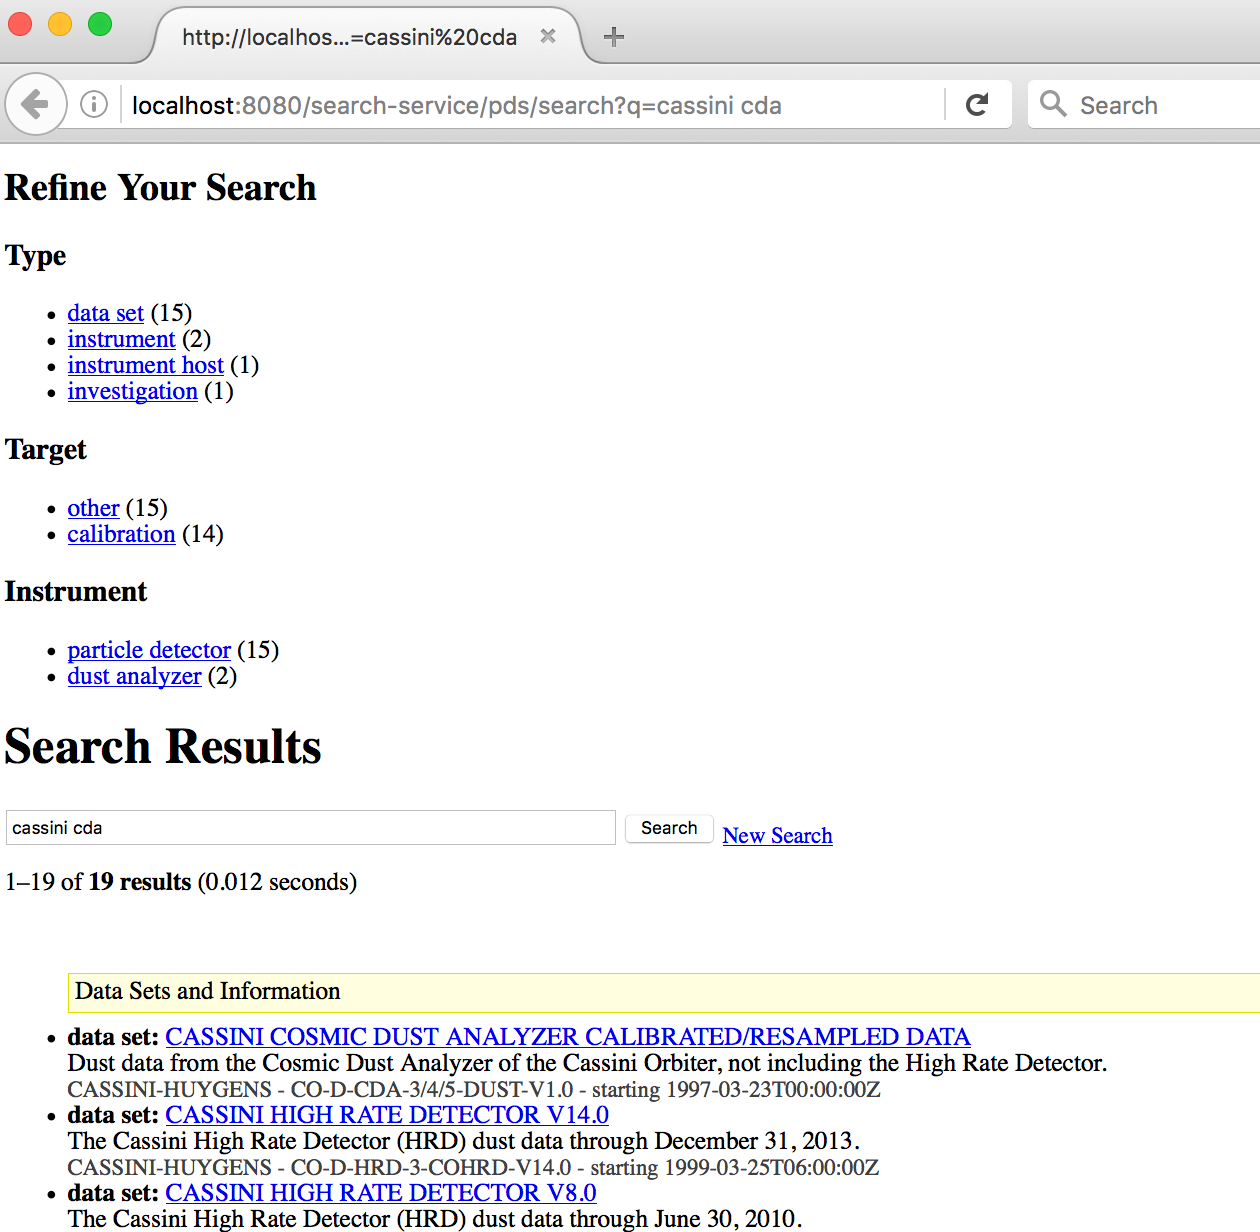 http://localhos...=cassini%20cda
localhost:8080/search-service/pds/search?q=cassini cda
Search
Refine Your Search
Type
data set (15)
instrument (2)
instrument host (1)
investigation (1)
Target
other (15)
calibration (14)
Instrument
particle detector (15)
dust analyzer (2)
Search Results
cassini cda Search New Search
1–19 of 19 results (0.012 seconds)
Data Sets and Information
data set: CASSINI COSMIC DUST ANALYZER CALIBRATED/RESAMPLED DATA
Dust data from the Cosmic Dust Analyzer of the Cassini Orbiter, not including the High Rate Detector.
CASSINI-HUYGENS - CO-D-CDA-3/4/5-DUST-V1.0 - starting 1997-03-23T00:00:00Z
data set: CASSINI HIGH RATE DETECTOR V14.0
The Cassini High Rate Detector (HRD) dust data through December 31, 2013.
CASSINI-HUYGENS - CO-D-HRD-3-COHRD-V14.0 - starting 1999-03-25T06:00:00Z
data set: CASSINI HIGH RATE DETECTOR V8.0
The Cassini High Rate Detector (HRD) dust data through June 30, 2010.